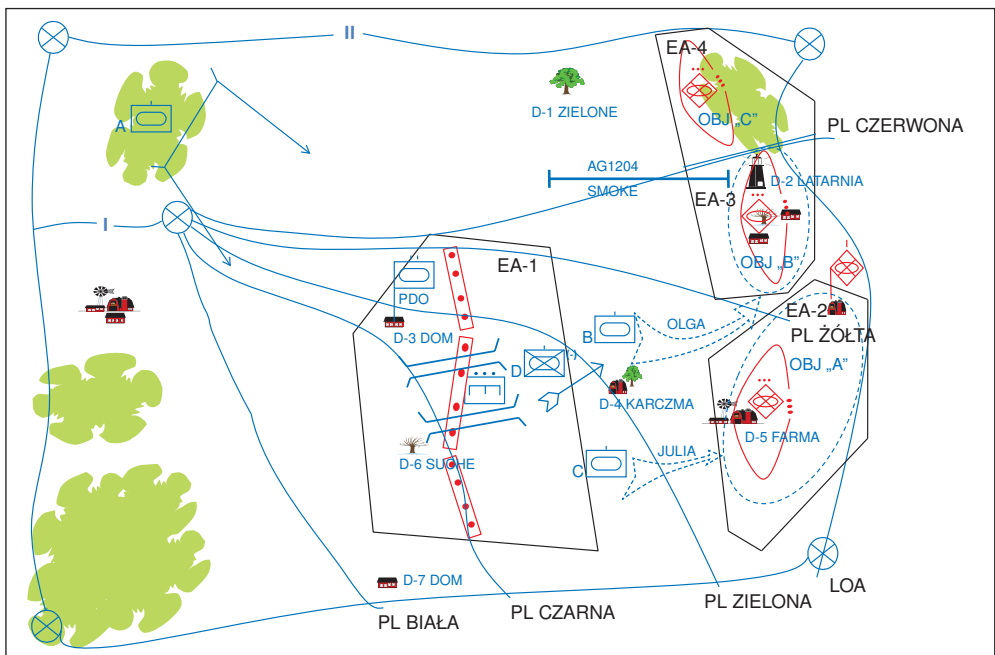 II
EA-4
A
D-1 ZIELONE
OBJ „C”
PL CZERWONA
AG1204
SMOKE
D-2 LATARNIA
EA-3
I
EA-1
OBJ „B”
PDO
EA-2
OLGA
B
PL ŻÓŁTA
D-3 DOM
D
(-)
OBJ „A”
D-4 KARCZMA
D-5 FARMA
D-6 SUCHE
JULIA
C
D-7 DOM
PL BIAŁA
PL CZARNA
PL ZIELONA
LOA